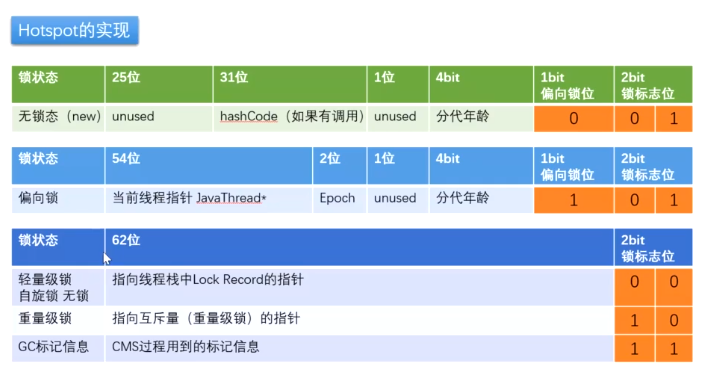 Hotspot的实现
锁状态 25位 31位 1位 4bit 1bit 2bit
偏向锁位 锁标志位
无锁态（new） unused hashCode（如果有调用） unused 分代年龄 0 0 1
锁状态 54位 2位 1位 4bit 1bit 2bit
偏向锁位 锁标志位
偏向锁 当前线程指针 JavaThread* Epoch unused 分代年龄 1 0 1
锁状态 62位 2bit
锁标志位
轻量级锁 指向线程栈中Lock Record的指针 0 0
自旋锁 无锁
重量级锁 指向互斥量（重量级锁）的指针 1 0
GC标记信息 CMS过程用到的标记信息 1 1